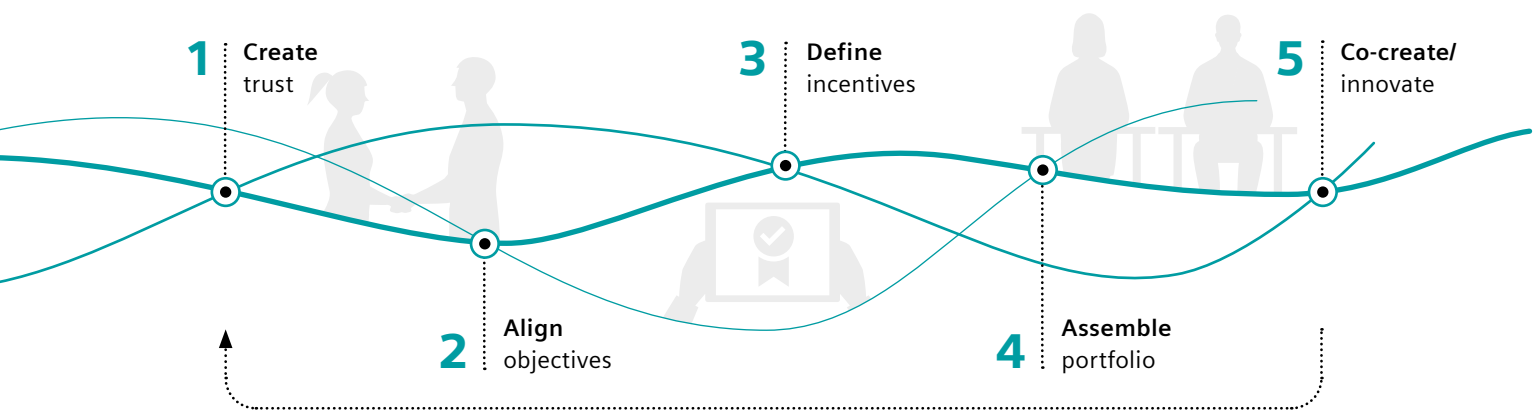 1
Create
trust
2
Align
objectives
3
Define
incentives
4
Assemble
portfolio
5
Co-create/
innovate